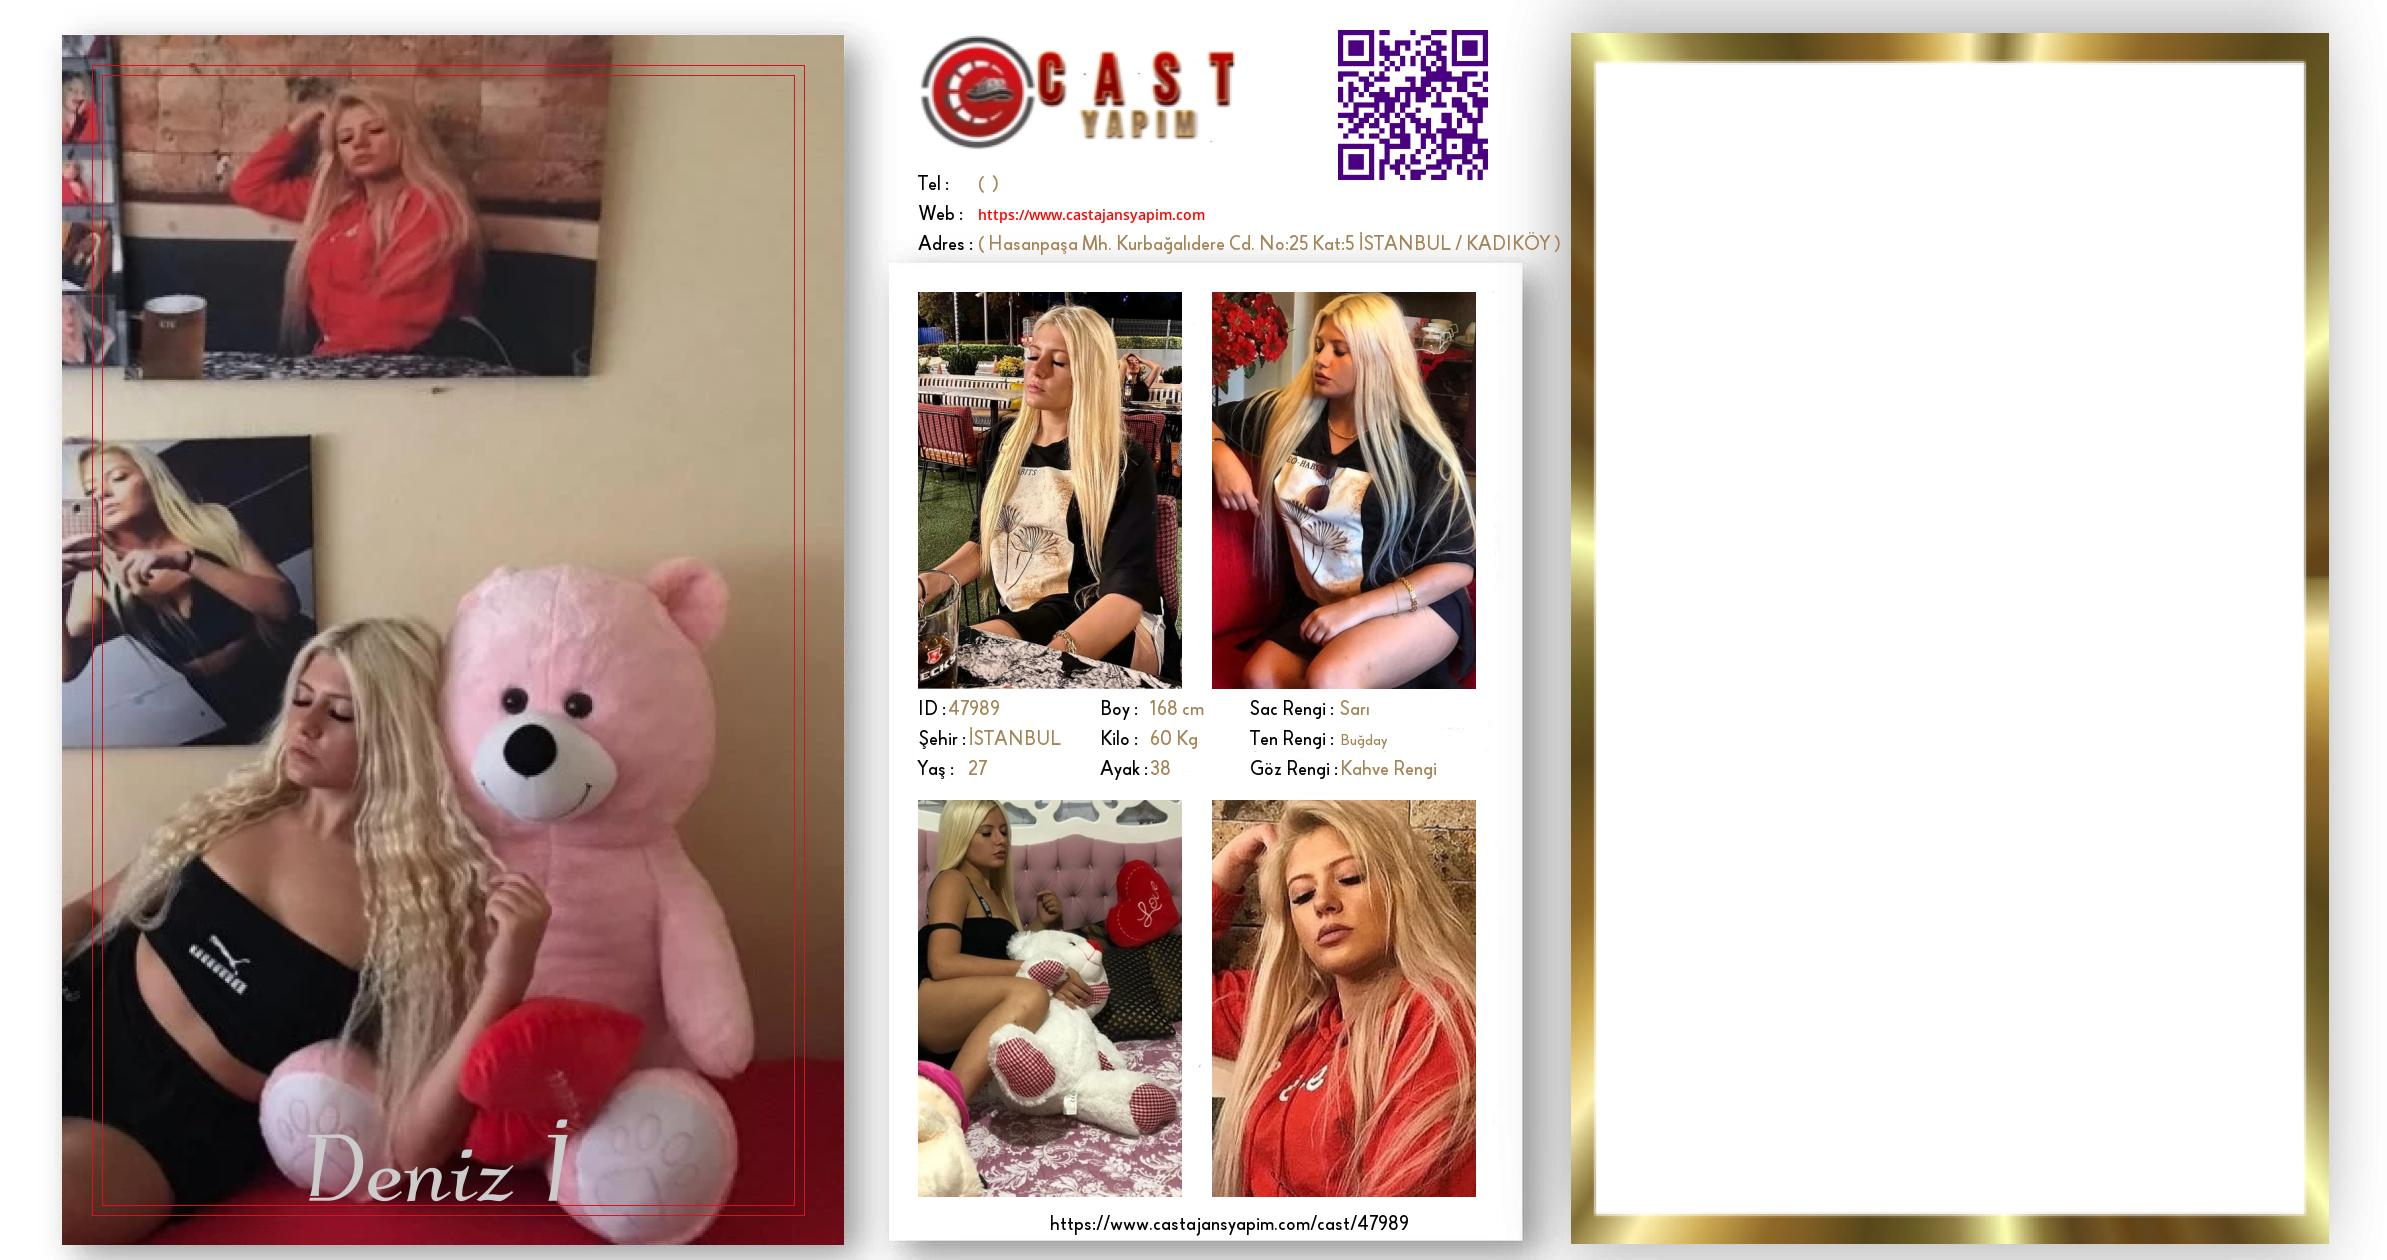 Deniz İ
CAST
YAPIM
Tel : ( )
Web : https://www.castajansyapim.com
Adres : ( Hasanpaşa Mh. Kurbağalıdere Cd. No:25 Kat:5 İSTANBUL / KADIKÖY )
ID : 47989 Boy : 168 cm Sac Rengi : Sarı
Şehir : İSTANBUL Kilo : 60 Kg Ten Rengi : Buğday
Yaş : 27 Ayak : 38 Göz Rengi : Kahve Rengi
Love
https://www.castajansyapim.com/cast/47989